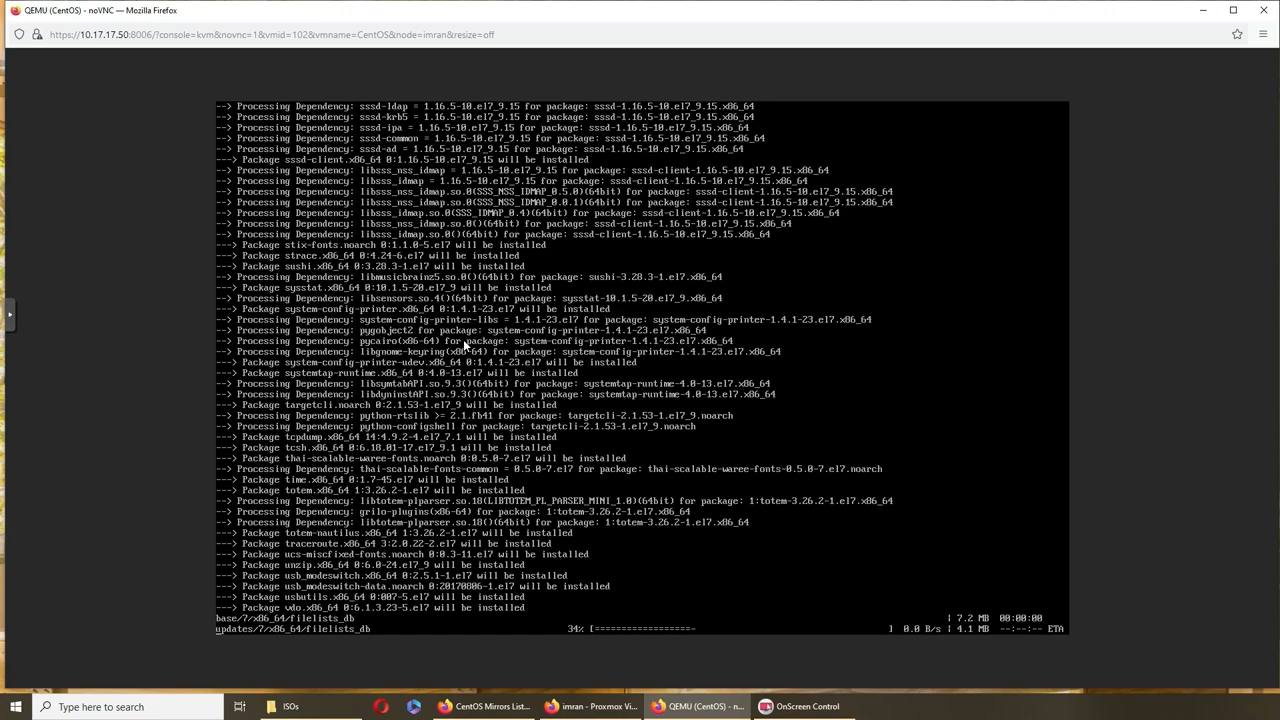 QEMU (CentOS) - noVNC — Mozilla Firefox
https://10.17.17.50:8006/?console=kvm&novnc=1&vmid=102&vmname=CentOS&node=imran&resize=off
--> Processing Dependency: sssd-ldap = 1.16.5-10.el7_9.15 for package: sssd-1.16.5-10.el7_9.15.x86_64
--> Processing Dependency: sssd-krb5 = 1.16.5-10.el7_9.15 for package: sssd-1.16.5-10.el7_9.15.x86_64
--> Processing Dependency: sssd-ipa = 1.16.5-10.el7_9.15 for package: sssd-1.16.5-10.el7_9.15.x86_64
--> Processing Dependency: sssd-common = 1.16.5-10.el7_9.15 for package: sssd-1.16.5-10.el7_9.15.x86_64
--> Processing Dependency: sssd-ad = 1.16.5-10.el7_9.15 for package: sssd-1.16.5-10.el7_9.15.x86_64
---> Package sssd-client.x86_64 0:1.16.5-10.el7_9.15 will be installed
--> Processing Dependency: libsss_nss_idmap = 1.16.5-10.el7_9.15 for package: sssd-client-1.16.5-10.el7_9.15.x86_64
--> Processing Dependency: libsss_idmap = 1.16.5-10.el7_9.15 for package: sssd-client-1.16.5-10.el7_9.15.x86_64
--> Processing Dependency: libsss_nss_idmap.so.0(SSS_NSS_IDMAP_0.5.0)(64bit) for package: sssd-client-1.16.5-10.el7_9.15.x86_64
--> Processing Dependency: libsss_nss_idmap.so.0(SSS_NSS_IDMAP_0.0.1)(64bit) for package: sssd-client-1.16.5-10.el7_9.15.x86_64
--> Processing Dependency: libsss_idmap.so.0(SSS_IDMAP_0.4)(64bit) for package: sssd-client-1.16.5-10.el7_9.15.x86_64
--> Processing Dependency: libsss_nss_idmap.so.0()(64bit) for package: sssd-client-1.16.5-10.el7_9.15.x86_64
--> Processing Dependency: libsss_idmap.so.0()(64bit) for package: sssd-client-1.16.5-10.el7_9.15.x86_64
---> Package stix-fonts.noarch 0:1.1.0-5.el7 will be installed
---> Package strace.x86_64 0:4.24-6.el7 will be installed
---> Package sushi.x86_64 0:3.28.3-1.el7 will be installed
--> Processing Dependency: libmusicbrainz5.so.0()(64bit) for package: sushi-3.28.3-1.el7.x86_64
---> Package sysstat.x86_64 0:10.1.5-20.el7_9 will be installed
--> Processing Dependency: libsensors.so.4()(64bit) for package: sysstat-10.1.5-20.el7_9.x86_64
---> Package system-config-printer.x86_64 0:1.4.1-23.el7 will be installed
--> Processing Dependency: system-config-printer-libs = 1.4.1-23.el7 for package: system-config-printer-1.4.1-23.el7.x86_64
--> Processing Dependency: pygobject2 for package: system-config-printer-1.4.1-23.el7.x86_64
--> Processing Dependency: pycairo(x86-64) for package: system-config-printer-1.4.1-23.el7.x86_64
--> Processing Dependency: libgnome-keyring(x86-64) for package: system-config-printer-1.4.1-23.el7.x86_64
---> Package system-config-printer-udev.x86_64 0:1.4.1-23.el7 will be installed
---> Package systemtap-runtime.x86_64 0:4.0-13.el7 will be installed
--> Processing Dependency: libsymtabAPI.so.9.3()(64bit) for package: systemtap-runtime-4.0-13.el7.x86_64
--> Processing Dependency: libdyninstAPI.so.9.3()(64bit) for package: systemtap-runtime-4.0-13.el7.x86_64
---> Package targetcli.noarch 0:2.1.53-1.el7_9 will be installed
--> Processing Dependency: python-rtslib >= 2.1.fb41 for package: targetcli-2.1.53-1.el7_9.noarch
--> Processing Dependency: python-configshell for package: targetcli-2.1.53-1.el7_9.noarch
---> Package tcpdump.x86_64 14:4.9.2-4.el7_7.1 will be installed
---> Package tcsh.x86_64 0:6.18.01-17.el7_9.1 will be installed
---> Package thai-scalable-waree-fonts.noarch 0:0.5.0-7.el7 will be installed
--> Processing Dependency: thai-scalable-fonts-common = 0.5.0-7.el7 for package: thai-scalable-waree-fonts-0.5.0-7.el7.noarch
---> Package time.x86_64 0:1.7-45.el7 will be installed
---> Package totem.x86_64 1:3.26.2-1.el7 will be installed
--> Processing Dependency: libtotem-plparser.so.18(LIBTOTEM_PL_PARSER_MINI_1.0)(64bit) for package: 1:totem-3.26.2-1.el7.x86_64
--> Processing Dependency: grilo-plugins(x86-64) for package: 1:totem-3.26.2-1.el7.x86_64
--> Processing Dependency: libtotem-plparser.so.18()(64bit) for package: 1:totem-3.26.2-1.el7.x86_64
---> Package totem-nautilus.x86_64 1:3.26.2-1.el7 will be installed
---> Package traceroute.x86_64 3:2.0.22-2.el7 will be installed
---> Package ucs-miscfixed-fonts.noarch 0:0.3-11.el7 will be installed
---> Package unzip.x86_64 0:6.0-24.el7_9 will be installed
---> Package usb_modeswitch.x86_64 0:2.5.1-1.el7 will be installed
---> Package usb_modeswitch-data.noarch 0:20170806-1.el7 will be installed
---> Package usbutils.x86_64 0:007-5.el7 will be installed
---> Package vdo.x86_64 0:6.1.3.23-5.el7 will be installed
base/7/x86_64/filelists_db | 7.2 MB 00:00:00
updates/7/x86_64/filelists_db 34% [==================- ] 0.0 B/s | 4.1 MB --:--:-- ETA
Type here to search
ISOs
CentOS Mirrors List...
imran - Proxmox Vi...
QEMU (CentOS) - n...
OnScreen Control